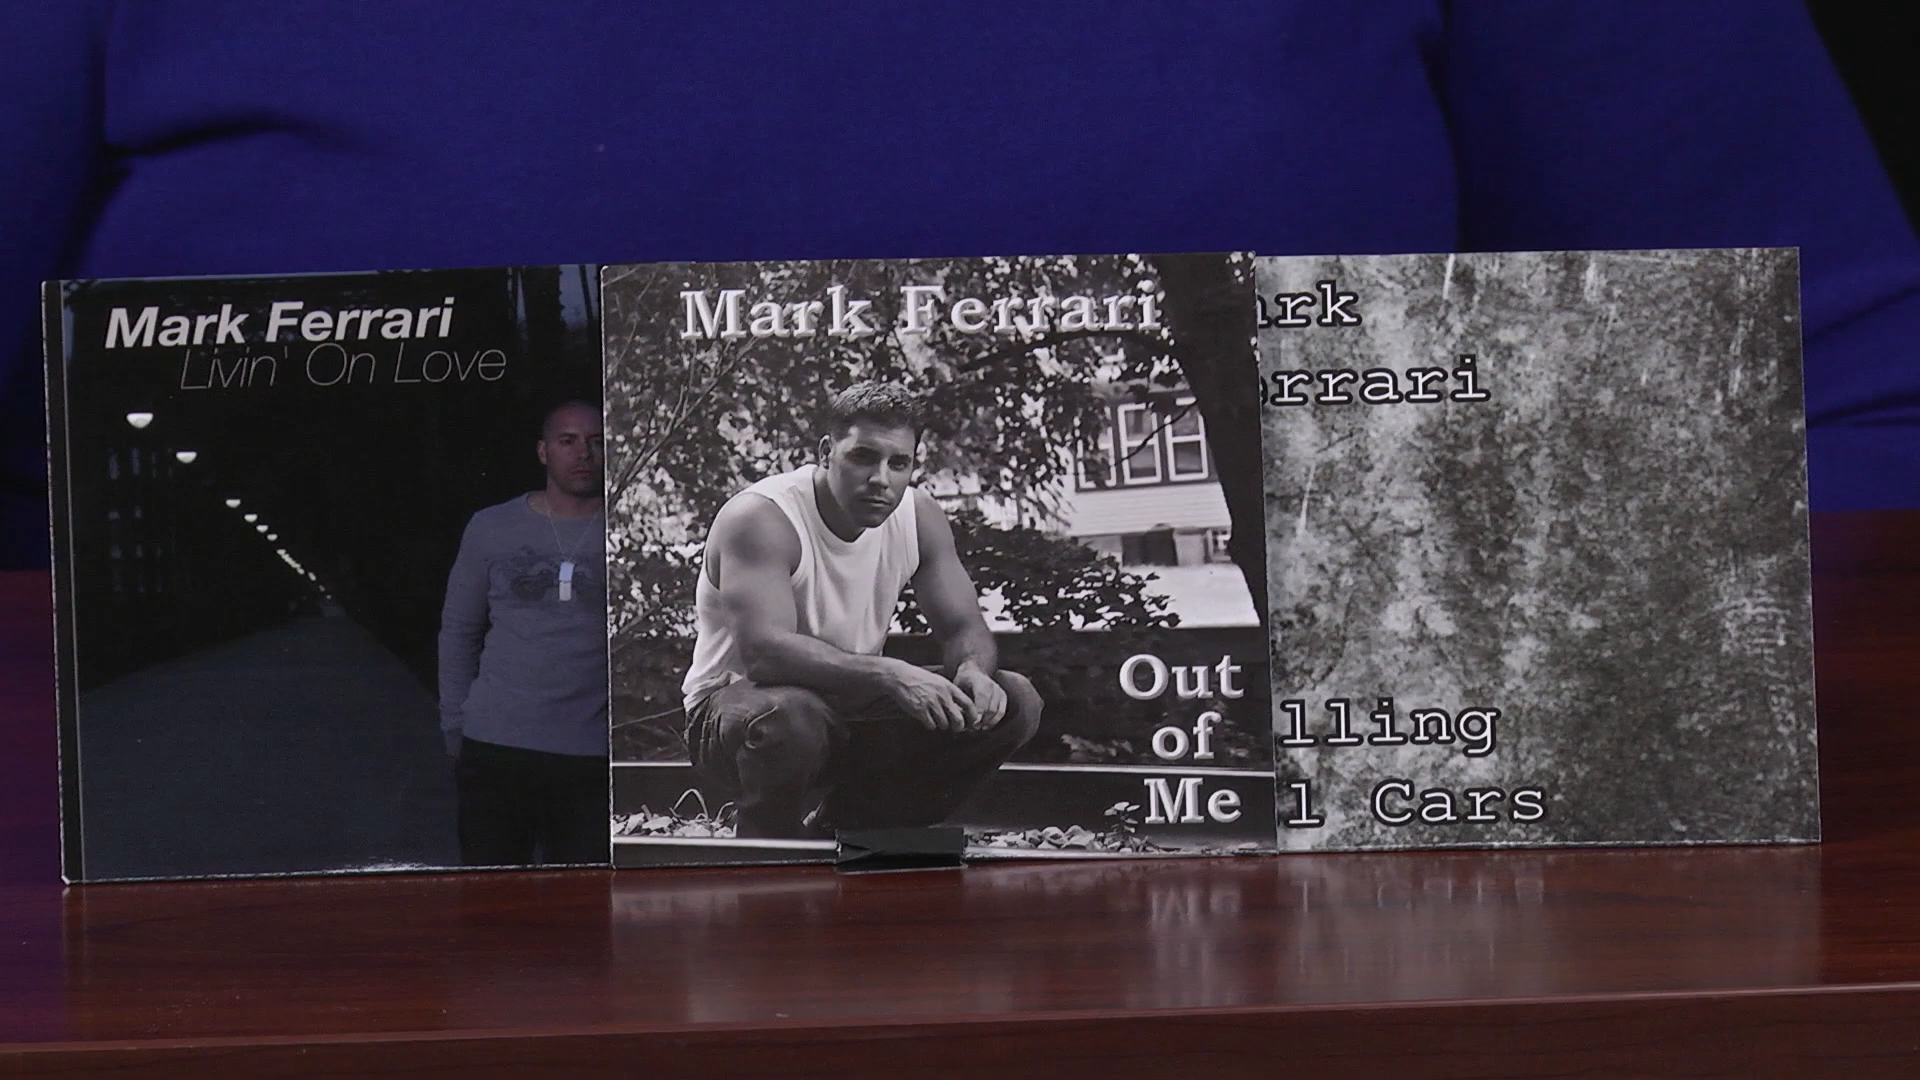 Mark Ferrari
Livin' On Love
Mark Ferrari
Out
of
Me
ark
errari
lling
l Cars